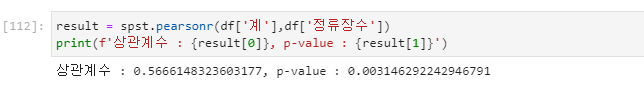 [112]: result = spst.pearsonr(df['계'],df['정류장수'])
print(f'상관계수 : {result[0]}, p-value : {result[1]}')
상관계수 : 0.5666148323603177, p-value : 0.003146292242946791